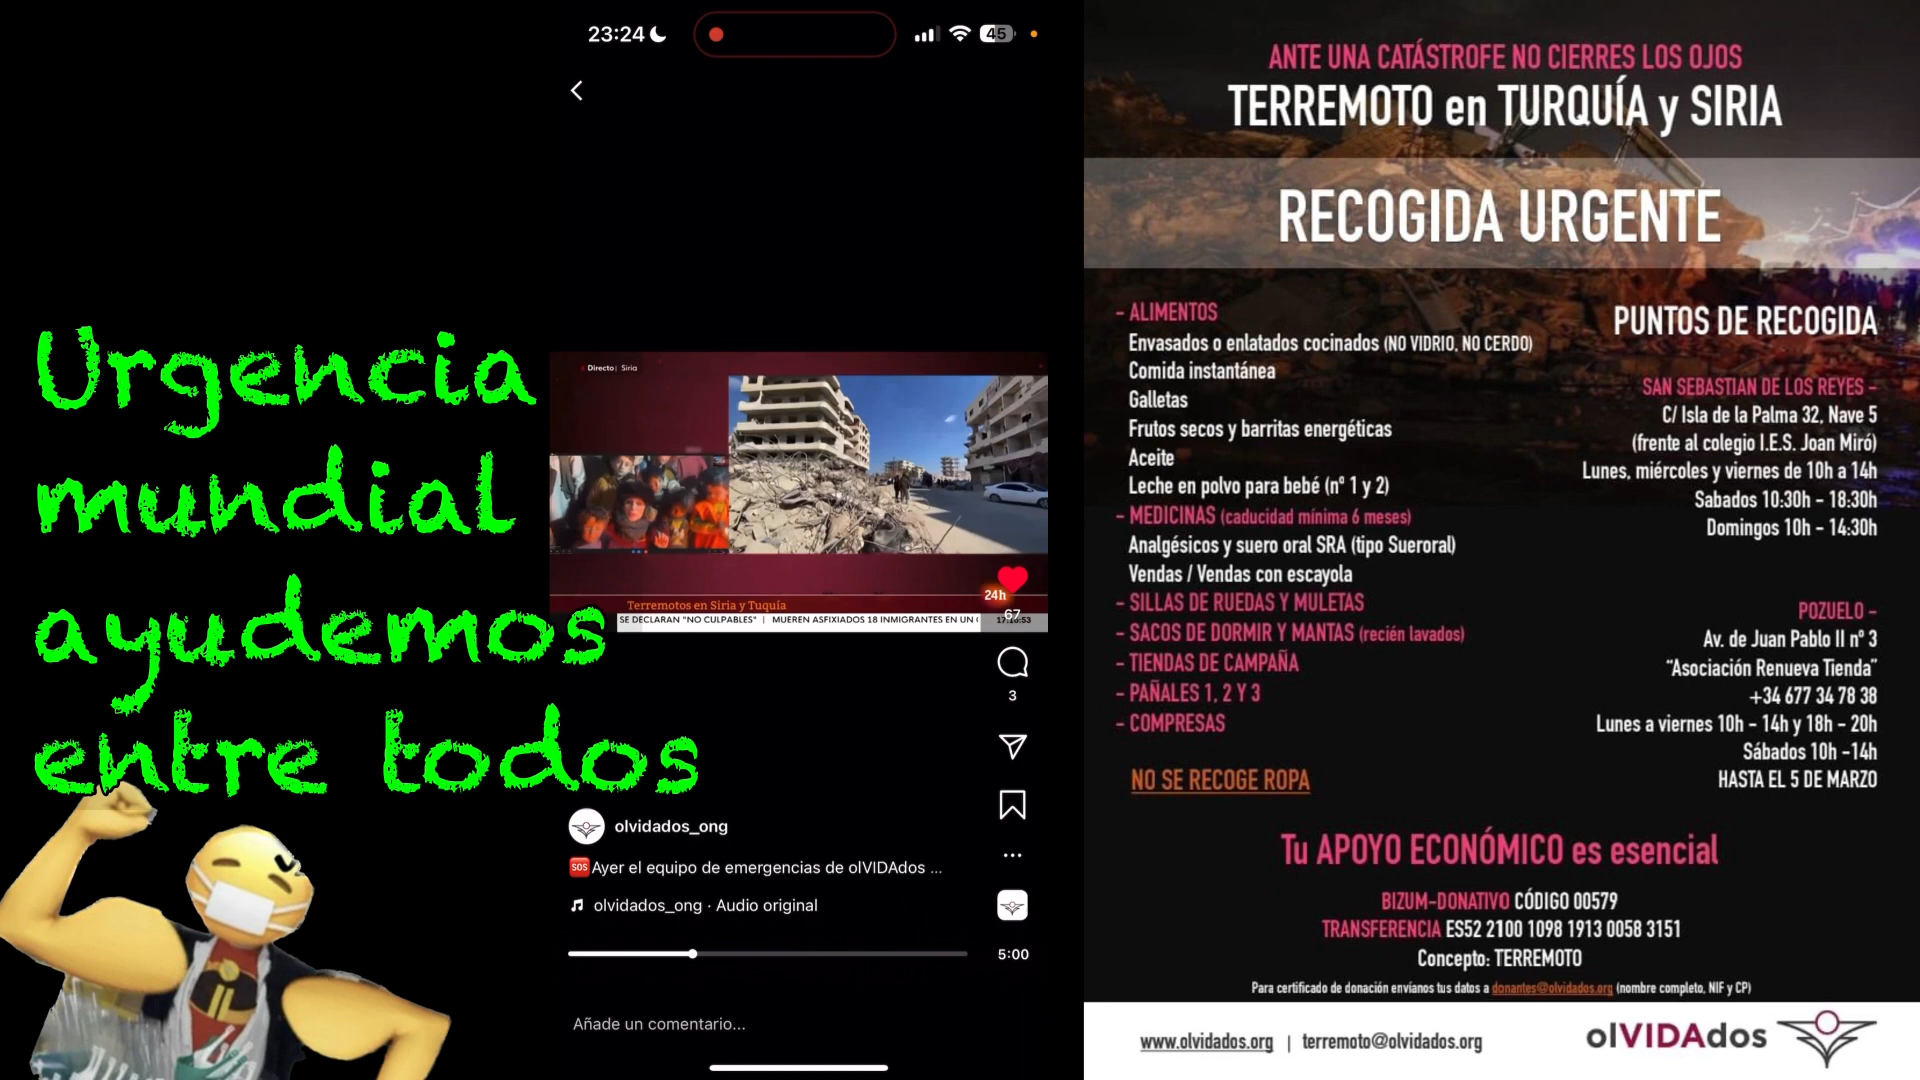 Urgencia
mundial
ayudemos
entre todos
23:24
45
Directo | Siria
Terremotos en Siria y Tuquía
24h
SE DECLARAN "NO CULPABLES" | MUEREN ASFIXIADOS 18 INMIGRANTES EN UN
67
3
olvidados_ong
SOS Ayer el equipo de emergencias de olVIDAdos ...
olvidados_ong · Audio original
5:00
Añade un comentario...
ANTE UNA CATÁSTROFE NO CIERRES LOS OJOS
TERREMOTO en TURQUÍA y SIRIA
RECOGIDA URGENTE
- ALIMENTOS
Envasados o enlatados cocinados (NO VIDRIO, NO CERDO)
Comida instantánea
Galletas
Frutos secos y barritas energéticas
Aceite
Leche en polvo para bebé (nº 1 y 2)
- MEDICINAS (caducidad mínima 6 meses)
Analgésicos y suero oral SRA (tipo Sueroral)
Vendas / Vendas con escayola
- SILLAS DE RUEDAS Y MULETAS
- SACOS DE DORMIR Y MANTAS (recién lavados)
- TIENDAS DE CAMPAÑA
- PAÑALES 1, 2 Y 3
- COMPRESAS
NO SE RECOGE ROPA
PUNTOS DE RECOGIDA
SAN SEBASTIAN DE LOS REYES -
C/ Isla de la Palma 32, Nave 5
(frente al colegio I.E.S. Joan Miró)
Lunes, miércoles y viernes de 10h a 14h
Sabados 10:30h - 18:30h
Domingos 10h - 14:30h
POZUELO -
Av. de Juan Pablo II nº 3
"Asociación Renueva Tienda"
+34 677 34 78 38
Lunes a viernes 10h - 14h y 18h - 20h
Sábados 10h -14h
HASTA EL 5 DE MARZO
Tu APOYO ECONÓMICO es esencial
BIZUM-DONATIVO CÓDIGO 00579
TRANSFERENCIA ES52 2100 1098 1913 0058 3151
Concepto: TERREMOTO
Para certificado de donación envíanos tus datos a donantes@olvidados.org (nombre completo, NIF y CP)
www.olvidados.org | terremoto@olvidados.org
olVIDAdos